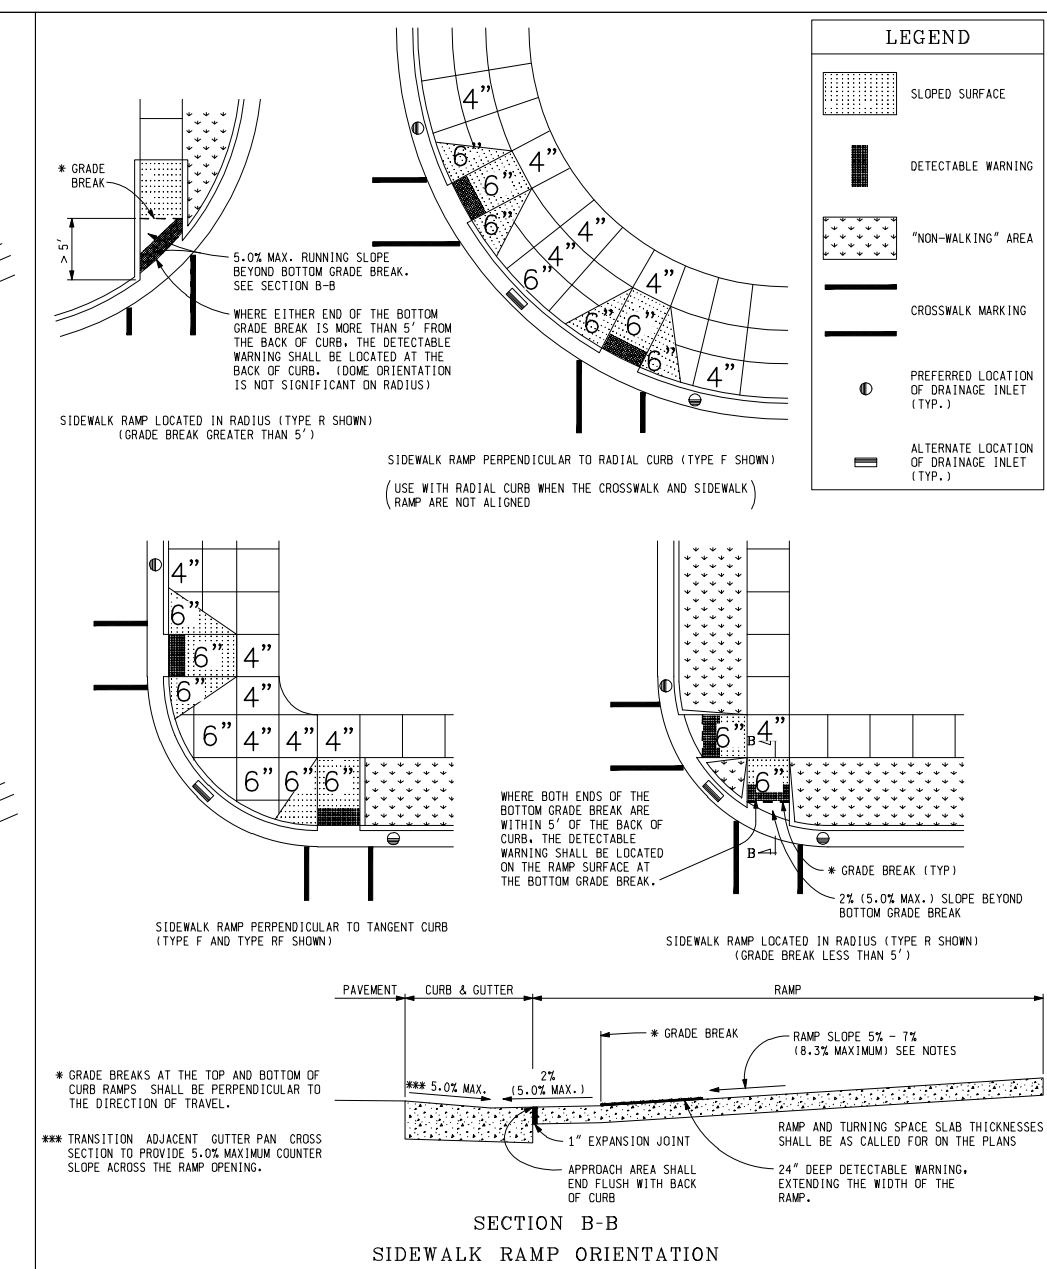 LEGEND
SLOPED SURFACE
DETECTABLE WARNING
"NON-WALKING" AREA
CROSSWALK MARKING
PREFERRED LOCATION
OF DRAINAGE INLET
(TYP.)
ALTERNATE LOCATION
OF DRAINAGE INLET
(TYP.)
* GRADE
BREAK
> 5'
5.0% MAX. RUNNING SLOPE
BEYOND BOTTOM GRADE BREAK.
SEE SECTION B-B
WHERE EITHER END OF THE BOTTOM
GRADE BREAK IS MORE THAN 5' FROM
THE BACK OF CURB, THE DETECTABLE
WARNING SHALL BE LOCATED AT THE
BACK OF CURB. (DOME ORIENTATION
IS NOT SIGNIFICANT ON RADIUS)
SIDEWALK RAMP LOCATED IN RADIUS (TYPE R SHOWN)
(GRADE BREAK GREATER THAN 5')
4"
6"
4"
6"
6"
4"
4"
6"
4"
6"
6"
6"
4"
SIDEWALK RAMP PERPENDICULAR TO RADIAL CURB (TYPE F SHOWN)
(USE WITH RADIAL CURB WHEN THE CROSSWALK AND SIDEWALK
RAMP ARE NOT ALIGNED)
4"
6"
6" 4"
6" 4"
6" 4" 4" 4"
6" 6" 6"
SIDEWALK RAMP PERPENDICULAR TO TANGENT CURB
(TYPE F AND TYPE RF SHOWN)
6" 4"
B
6"
B
WHERE BOTH ENDS OF THE
BOTTOM GRADE BREAK ARE
WITHIN 5' OF THE BACK OF
CURB, THE DETECTABLE
WARNING SHALL BE LOCATED
ON THE RAMP SURFACE AT
THE BOTTOM GRADE BREAK.
* GRADE BREAK (TYP)
2% (5.0% MAX.) SLOPE BEYOND
BOTTOM GRADE BREAK
SIDEWALK RAMP LOCATED IN RADIUS (TYPE R SHOWN)
(GRADE BREAK LESS THAN 5')
PAVEMENT CURB & GUTTER RAMP
* GRADE BREAK
RAMP SLOPE 5% - 7%
(8.3% MAXIMUM) SEE NOTES
*** 5.0% MAX.
2%
(5.0% MAX.)
* GRADE BREAKS AT THE TOP AND BOTTOM OF
CURB RAMPS SHALL BE PERPENDICULAR TO
THE DIRECTION OF TRAVEL.
*** TRANSITION ADJACENT GUTTER PAN CROSS
SECTION TO PROVIDE 5.0% MAXIMUM COUNTER
SLOPE ACROSS THE RAMP OPENING.
1" EXPANSION JOINT
APPROACH AREA SHALL
END FLUSH WITH BACK
OF CURB
RAMP AND TURNING SPACE SLAB THICKNESSES
SHALL BE AS CALLED FOR ON THE PLANS
24" DEEP DETECTABLE WARNING,
EXTENDING THE WIDTH OF THE
RAMP.
SECTION B-B
SIDEWALK RAMP ORIENTATION